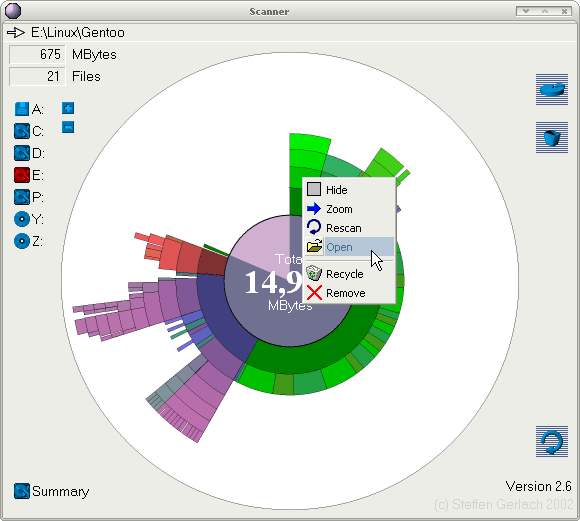 Scanner
E:\Linux\Gentoo
675 MBytes
21 Files
A:
C:
D:
E:
P:
Y:
Z:
Hide
Zoom
Rescan
Open
Recycle
Remove
14,9
MBytes
Summary
Version 2.6
(c) Steffen Gerlach 2002